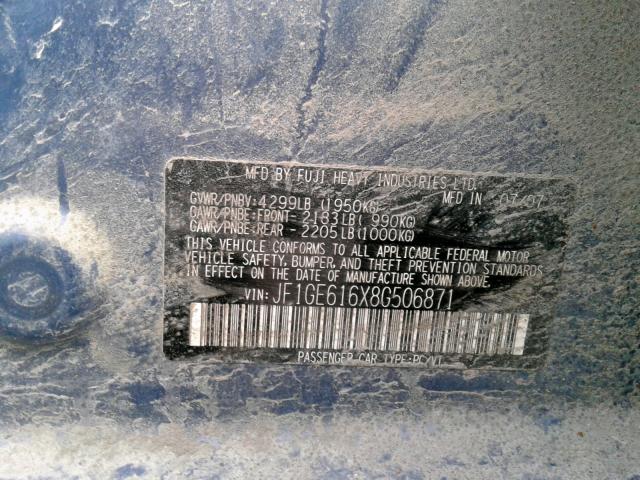 MFD BY FUJI HEAVY INDUSTRIES LTD.
MFD IN 07/07
GVWR/PNBV: 4299LB (1950KG)
GAWR/PNBE-FRONT- 2183LB( 990KG)
GAWR/PNBE-REAR - 2205LB(1000KG)
THIS VEHICLE CONFORMS TO ALL APPLICABLE FEDERAL MOTOR
VEHICLE SAFETY, BUMPER, AND THEFT PREVENTION STANDARDS
IN EFFECT ON THE DATE OF MANUFACTURE SHOWN ABOVE.
VIN: JF1GE616X8G506871
PASSENGER CAR TYPE:PC/VT